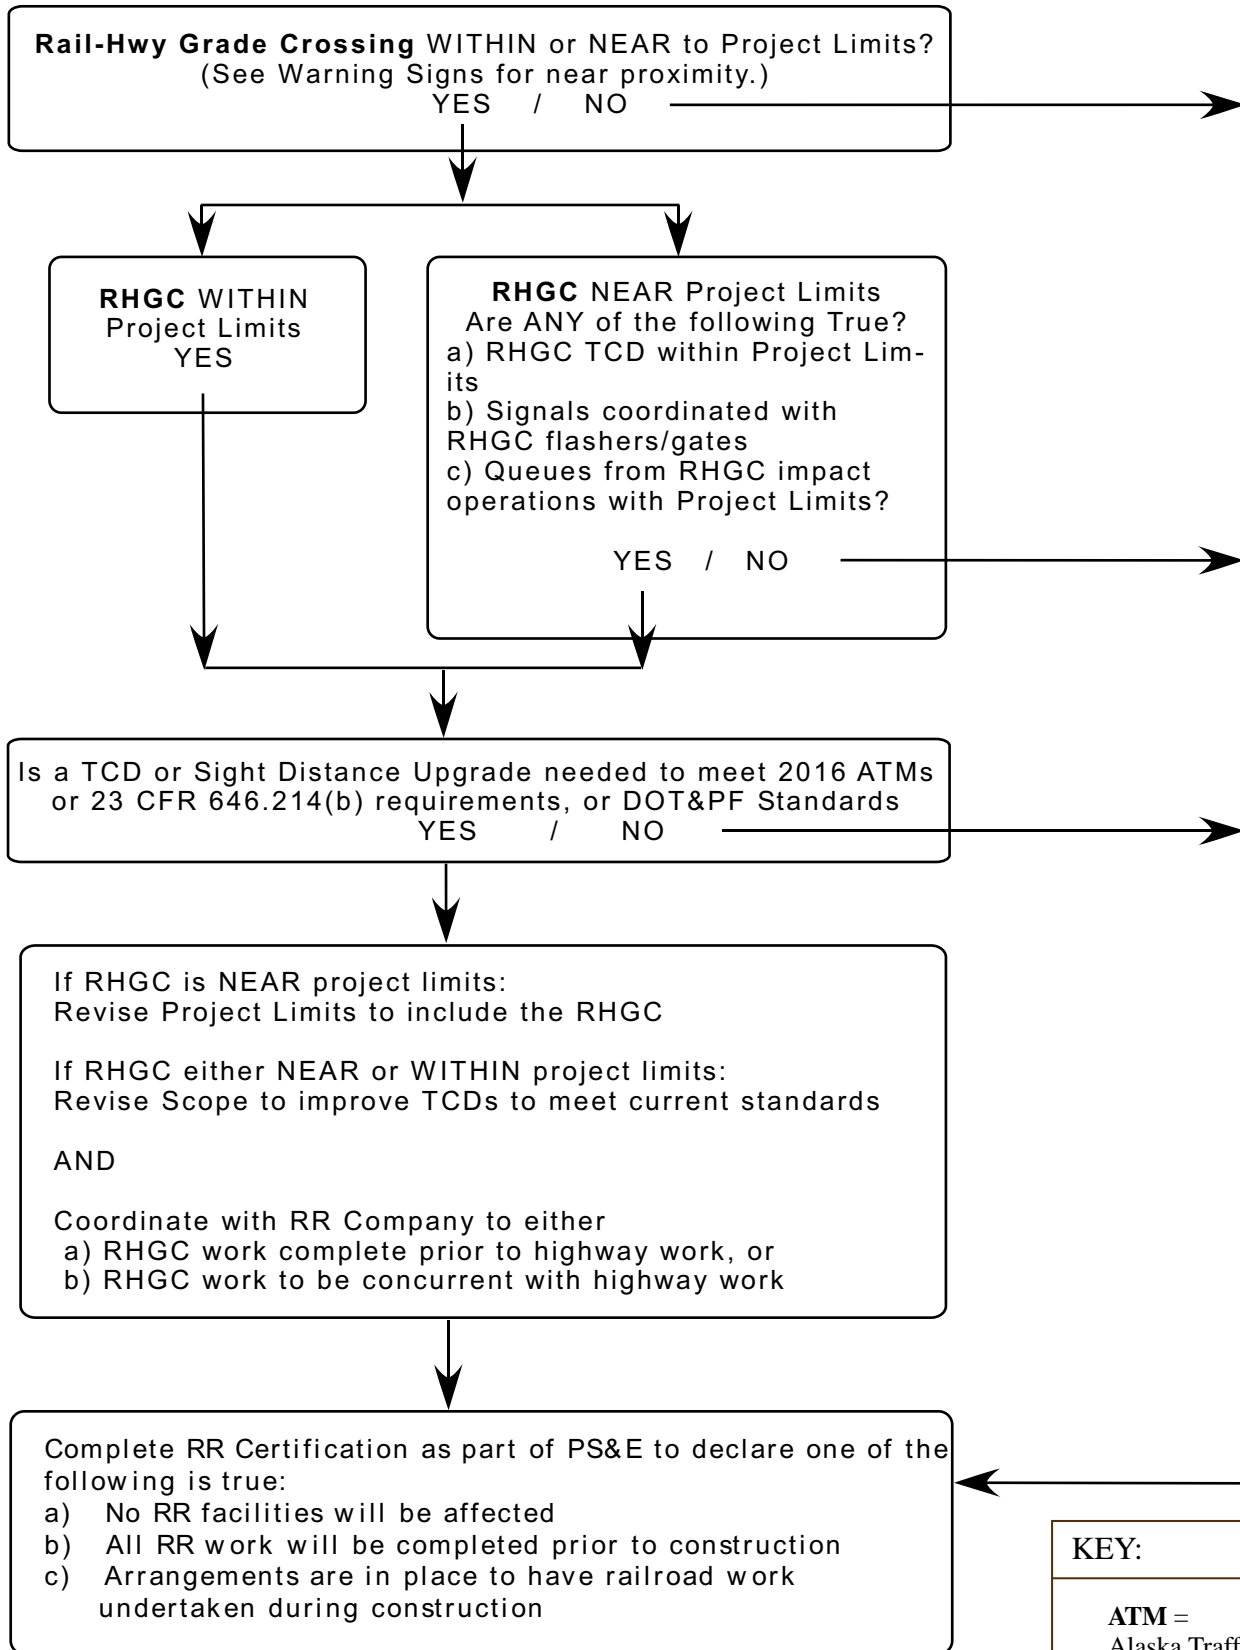 Rail-Hwy Grade Crossing WITHIN or NEAR to Project Limits?
(See Warning Signs for near proximity.)
YES / NO
RHGC WITHIN
Project Limits
YES
RHGC NEAR Project Limits
Are ANY of the following True?
a) RHGC TCD within Project Lim-
its
b) Signals coordinated with
RHGC flashers/gates
c) Queues from RHGC impact
operations with Project Limits?
YES / NO
Is a TCD or Sight Distance Upgrade needed to meet 2016 ATMs
or 23 CFR 646.214(b) requirements, or DOT&PF Standards
YES / NO
If RHGC is NEAR project limits:
Revise Project Limits to include the RHGC
If RHGC either NEAR or WITHIN project limits:
Revise Scope to improve TCDs to meet current standards
AND
Coordinate with RR Company to either
a) RHGC work complete prior to highway work, or
b) RHGC work to be concurrent with highway work
Complete RR Certification as part of PS&E to declare one of the
following is true:
a) No RR facilities will be affected
b) All RR work will be completed prior to construction
c) Arrangements are in place to have railroad work
undertaken during construction
KEY:
ATM =
Alaska